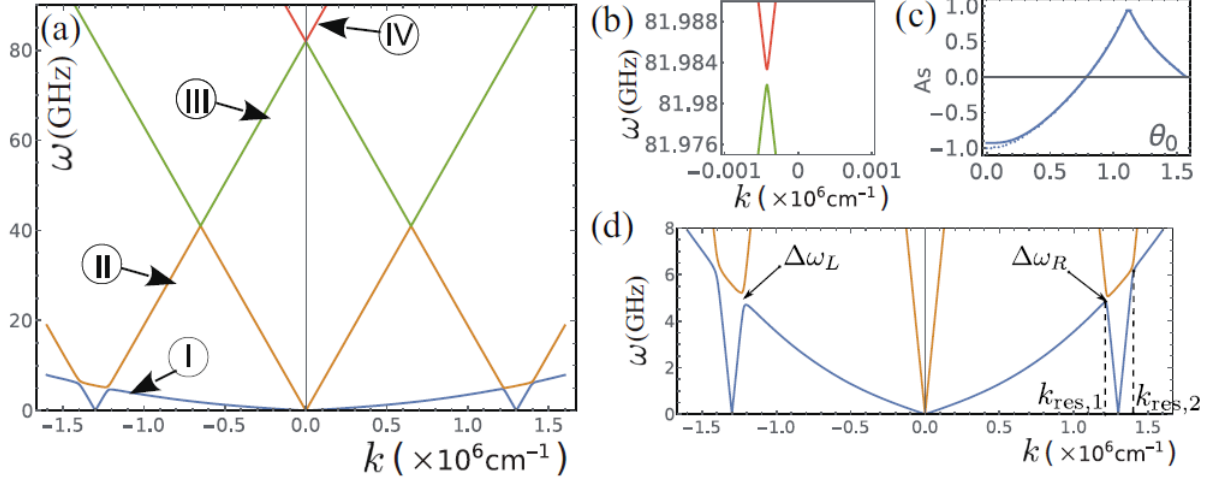 (a)
ω(GHz)
80
60
40
20
0
I
II
III
IV
−1.5 −1.0 −0.5 0.0 0.5 1.0 1.5
k (×10⁶cm⁻¹)
(b)
ω(GHz)
81.988
81.984
81.98
81.976
−0.001 0 0.001
k (×10⁶cm⁻¹)
(c)
As
1.0
0.5
0.0
−0.5
−1.0
θ₀
0.0 0.5 1.0 1.5
(d)
ω(GHz)
8
6
4
2
0
Δω_L
Δω_R
k_res,1
k_res,2
−1.5 −1.0 −0.5 0.0 0.5 1.0 1.5
k (×10⁶cm⁻¹)